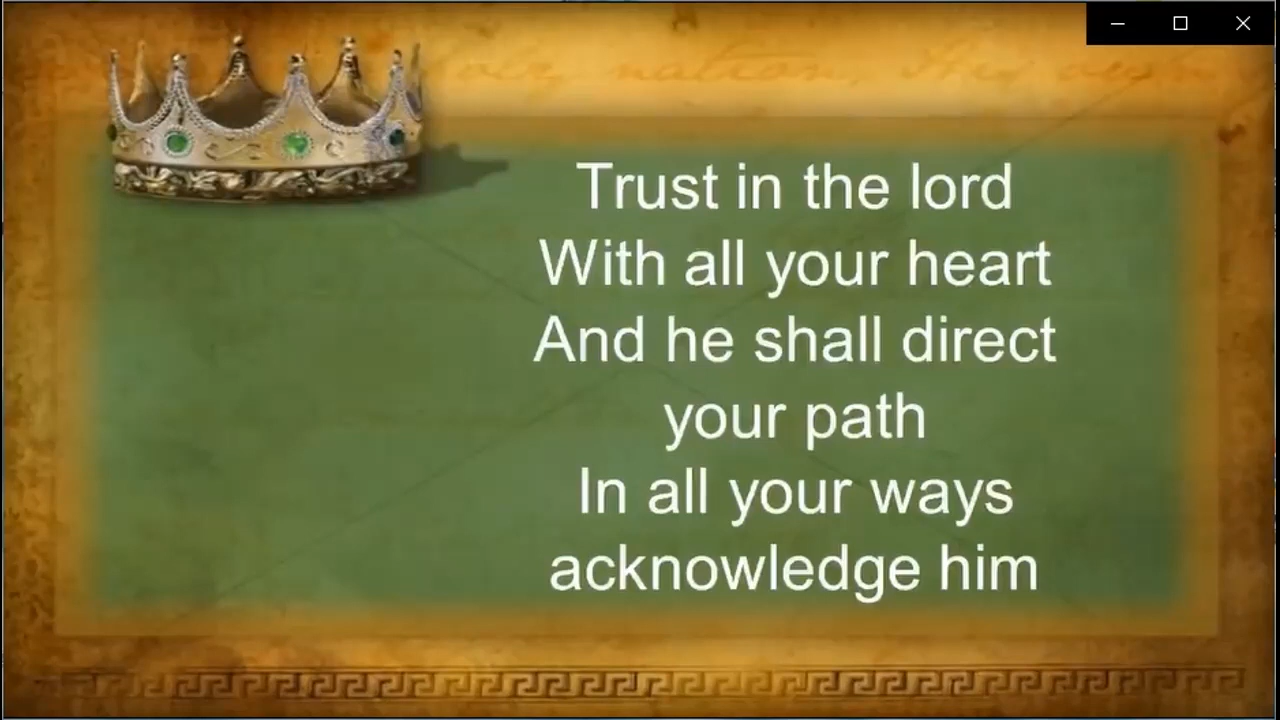 Trust in the lord
With all your heart
And he shall direct
your path
In all your ways
acknowledge him